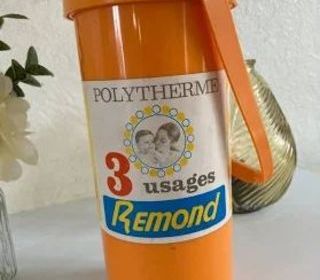 POLYTHERME
3 usages
Remond